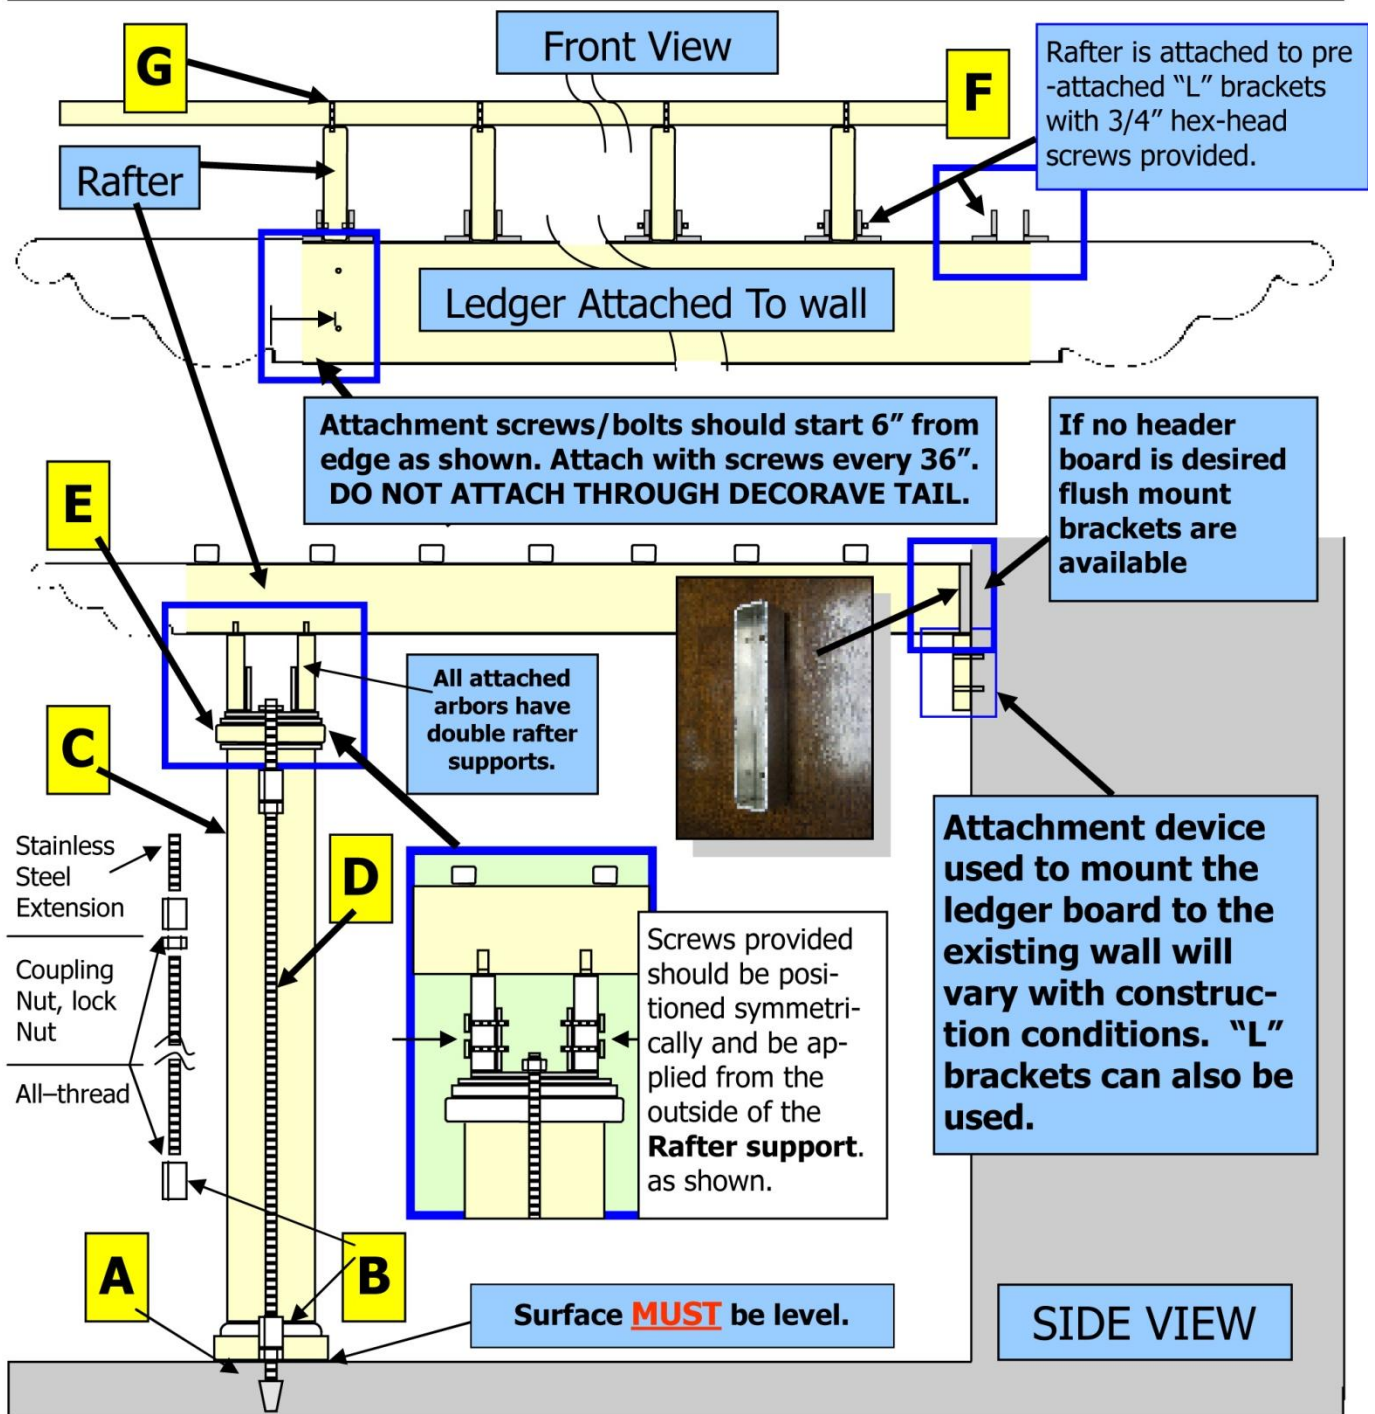 Front View
G
F
Rafter is attached to pre
-attached “L” brackets
with 3/4” hex-head
screws provided.
Rafter
Ledger Attached To wall
Attachment screws/bolts should start 6” from
edge as shown. Attach with screws every 36”.
DO NOT ATTACH THROUGH DECORAVE TAIL.
If no header
board is desired
flush mount
brackets are
available
E
All attached
arbors have
double rafter
supports.
C
Stainless
Steel
Extension
Coupling
Nut, lock
Nut
All–thread
D
Screws provided
should be posi-
tioned symmetri-
cally and be ap-
plied from the
outside of the
Rafter support.
as shown.
Attachment device
used to mount the
ledger board to the
existing wall will
vary with construc-
tion conditions. “L”
brackets can also be
used.
A
B
Surface MUST be level.
SIDE VIEW